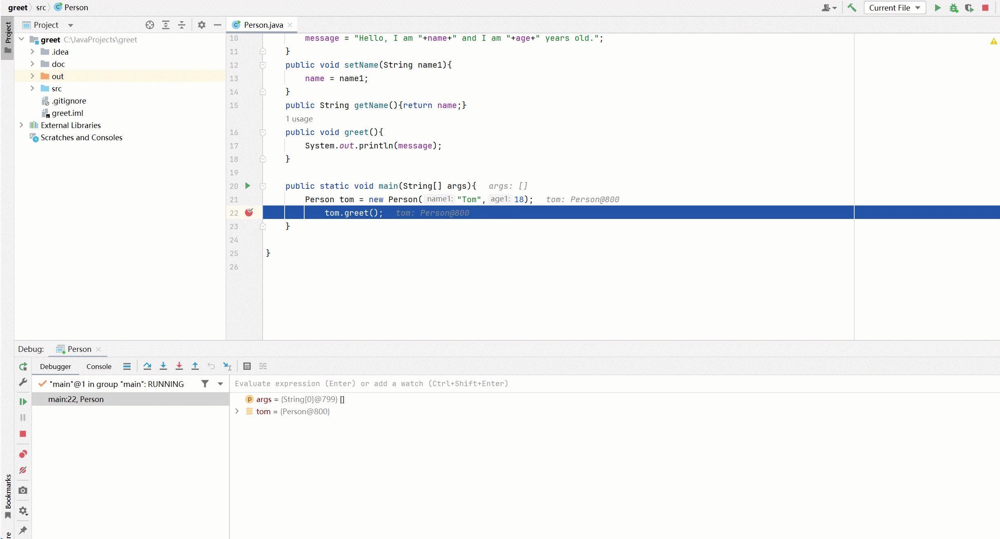 greet src Person
Current File
Project
Project
Person.java
greet C:\JavaProjects\greet
.idea
doc
out
src
.gitignore
greet.iml
External Libraries
Scratches and Consoles
10 message = "Hello, I am "+name+" and I am "+age+" years old.";
11 }
12 public void setName(String name1){
13 name = name1;
14 }
15 public String getName(){return name;}
1 usage
16 public void greet(){
17 System.out.println(message);
18 }
19
20 public static void main(String[] args){ args: []
21 Person tom = new Person( name1: "Tom", age1: 18); tom: Person@800
22 tom.greet(); tom: Person@800
23 }
24
25 }
26
Debug: Person
Debugger Console
"main"@1 in group "main": RUNNING
main:22, Person
Evaluate expression (Enter) or add a watch (Ctrl+Shift+Enter)
args = {String[0]@799} []
tom = {Person@800}
Bookmarks
re